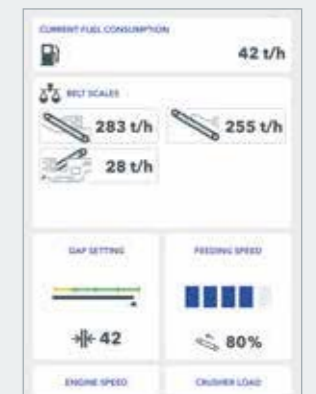 CURRENT FUEL CONSUMPTION
42 t/h
BELT SCALES
283 t/h
255 t/h
28 t/h
GAP SETTING
FEEDING SPEED
42
80%
ENGINE SPEED
CRUSHER LOAD